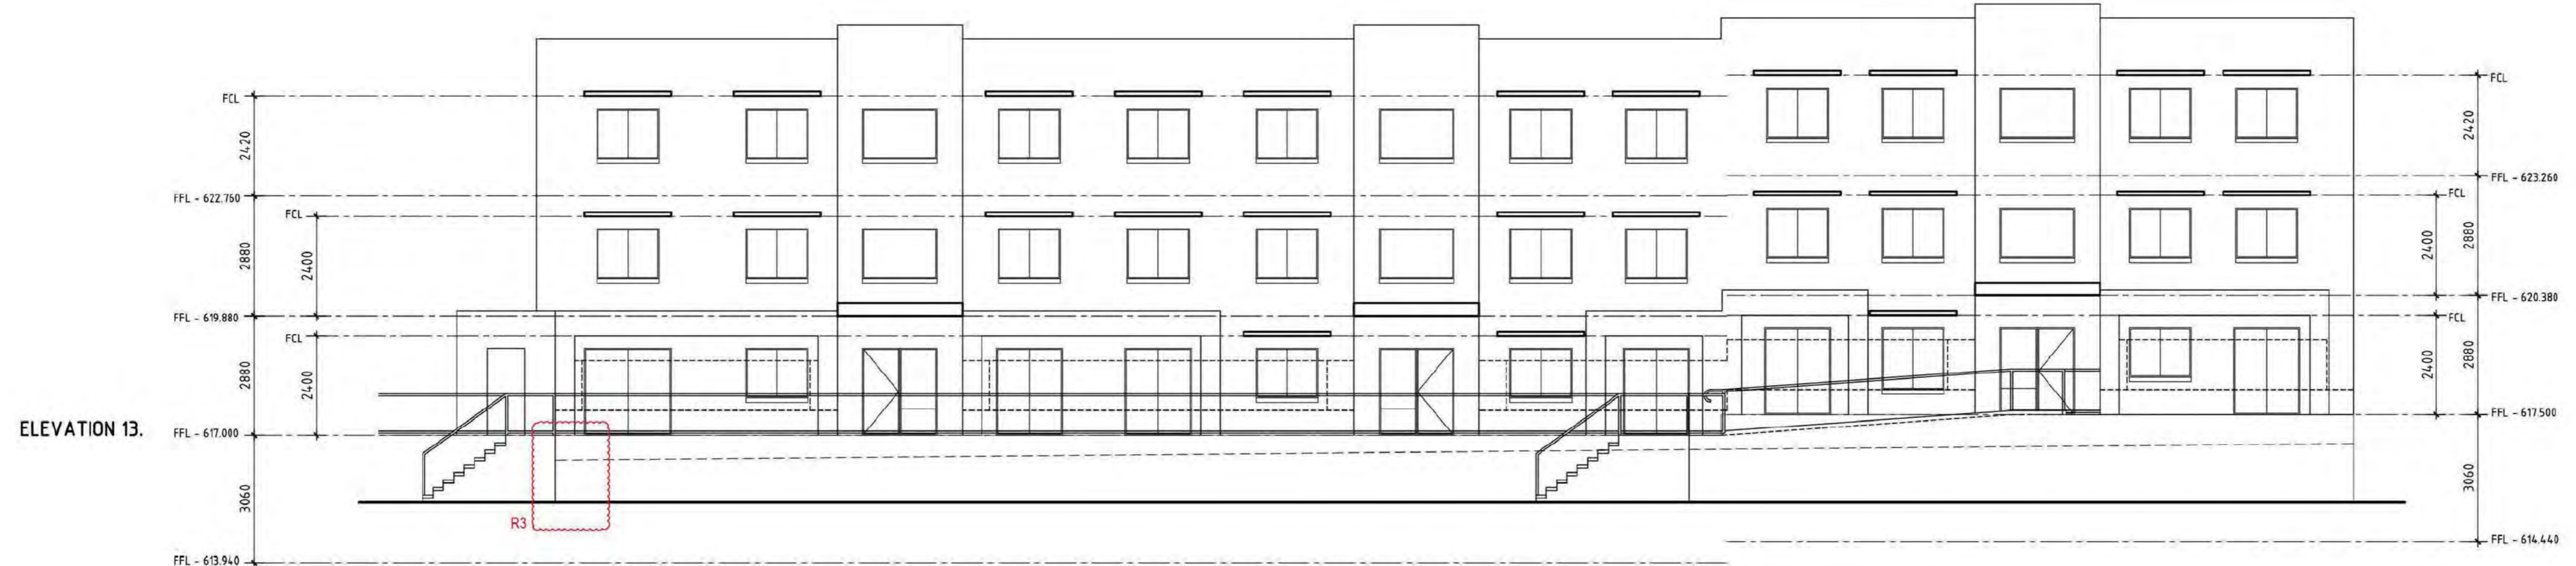 FCL
2420
FFL - 622.760
FCL
2880
2400
FFL - 619.880
FCL
2880
2400
ELEVATION 13.
FFL - 617.000
3060
R3
FFL - 613.940
FCL
2420
FFL - 623.260
FCL
2400
2880
FFL - 620.380
FCL
2400
2880
FFL - 617.500
3060
FFL - 614.440